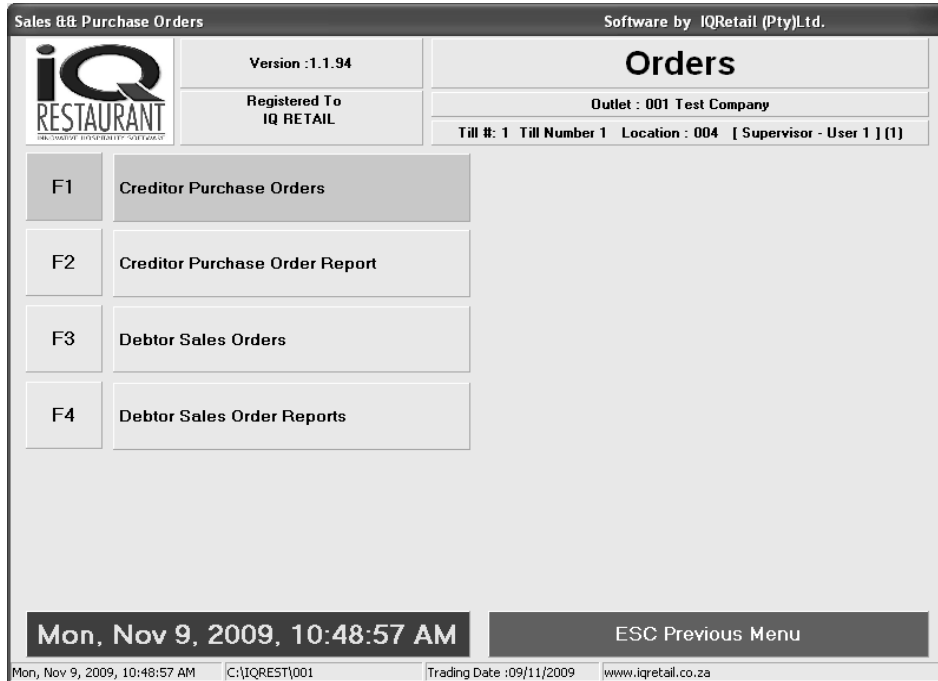 Sales && Purchase Orders Software by IQRetail (Pty)Ltd.
iQ
RESTAURANT
INNOVATIVE HOSPITALITY SOFTWARE
Version :1.1.94
Registered To
IQ RETAIL
Orders
Outlet : 001 Test Company
Till #: 1 Till Number 1 Location : 004 [ Supervisor - User 1 ] (1)
F1 Creditor Purchase Orders
F2 Creditor Purchase Order Report
F3 Debtor Sales Orders
F4 Debtor Sales Order Reports
Mon, Nov 9, 2009, 10:48:57 AM ESC Previous Menu
Mon, Nov 9, 2009, 10:48:57 AM C:\IQREST\001 Trading Date :09/11/2009 www.iqretail.co.za